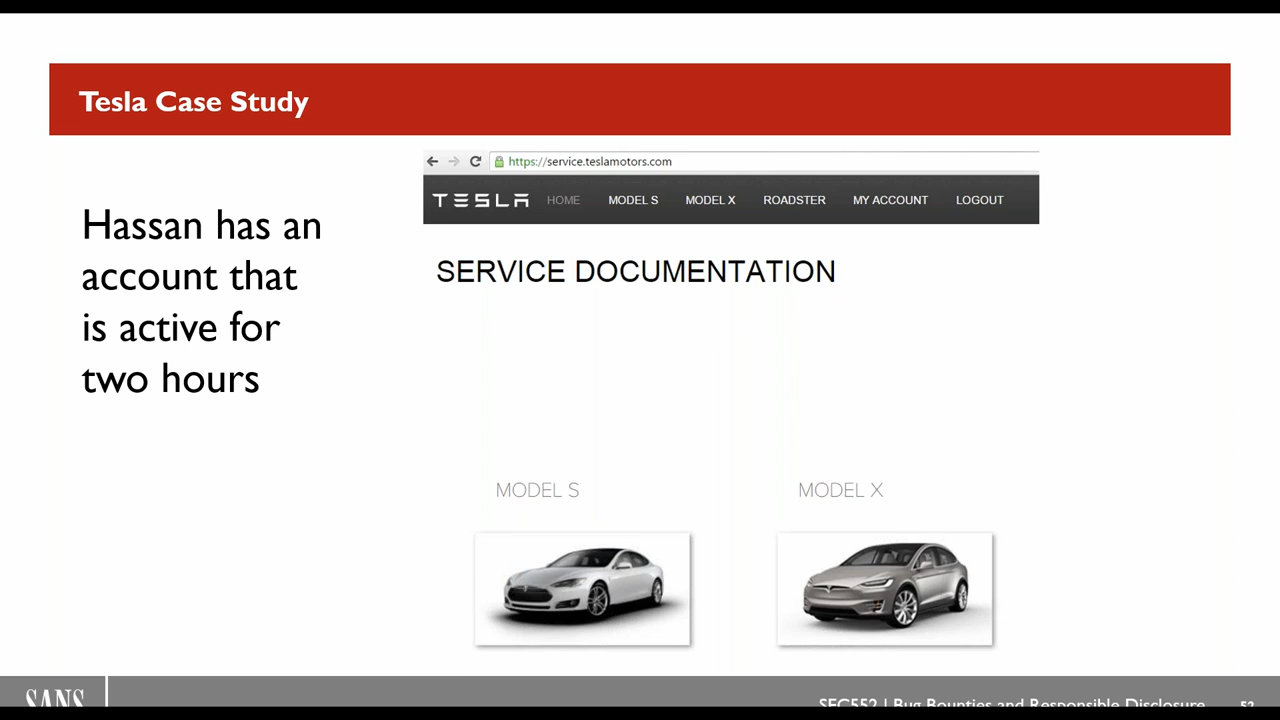 Tesla Case Study
https://service.teslamotors.com
TESLA HOME MODEL S MODEL X ROADSTER MY ACCOUNT LOGOUT
Hassan has an
account that
is active for
two hours
SERVICE DOCUMENTATION
MODEL S MODEL X
SANS SEC552 | Bug Bounties and Responsible Disclosure 52